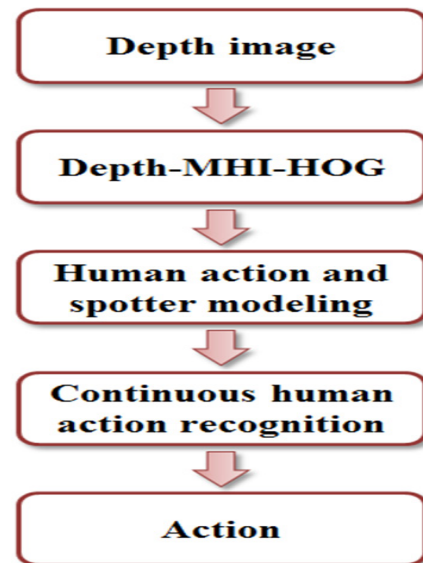 Depth image
Depth-MHI-HOG
Human action and
spotter modeling
Continuous human
action recognition
Action